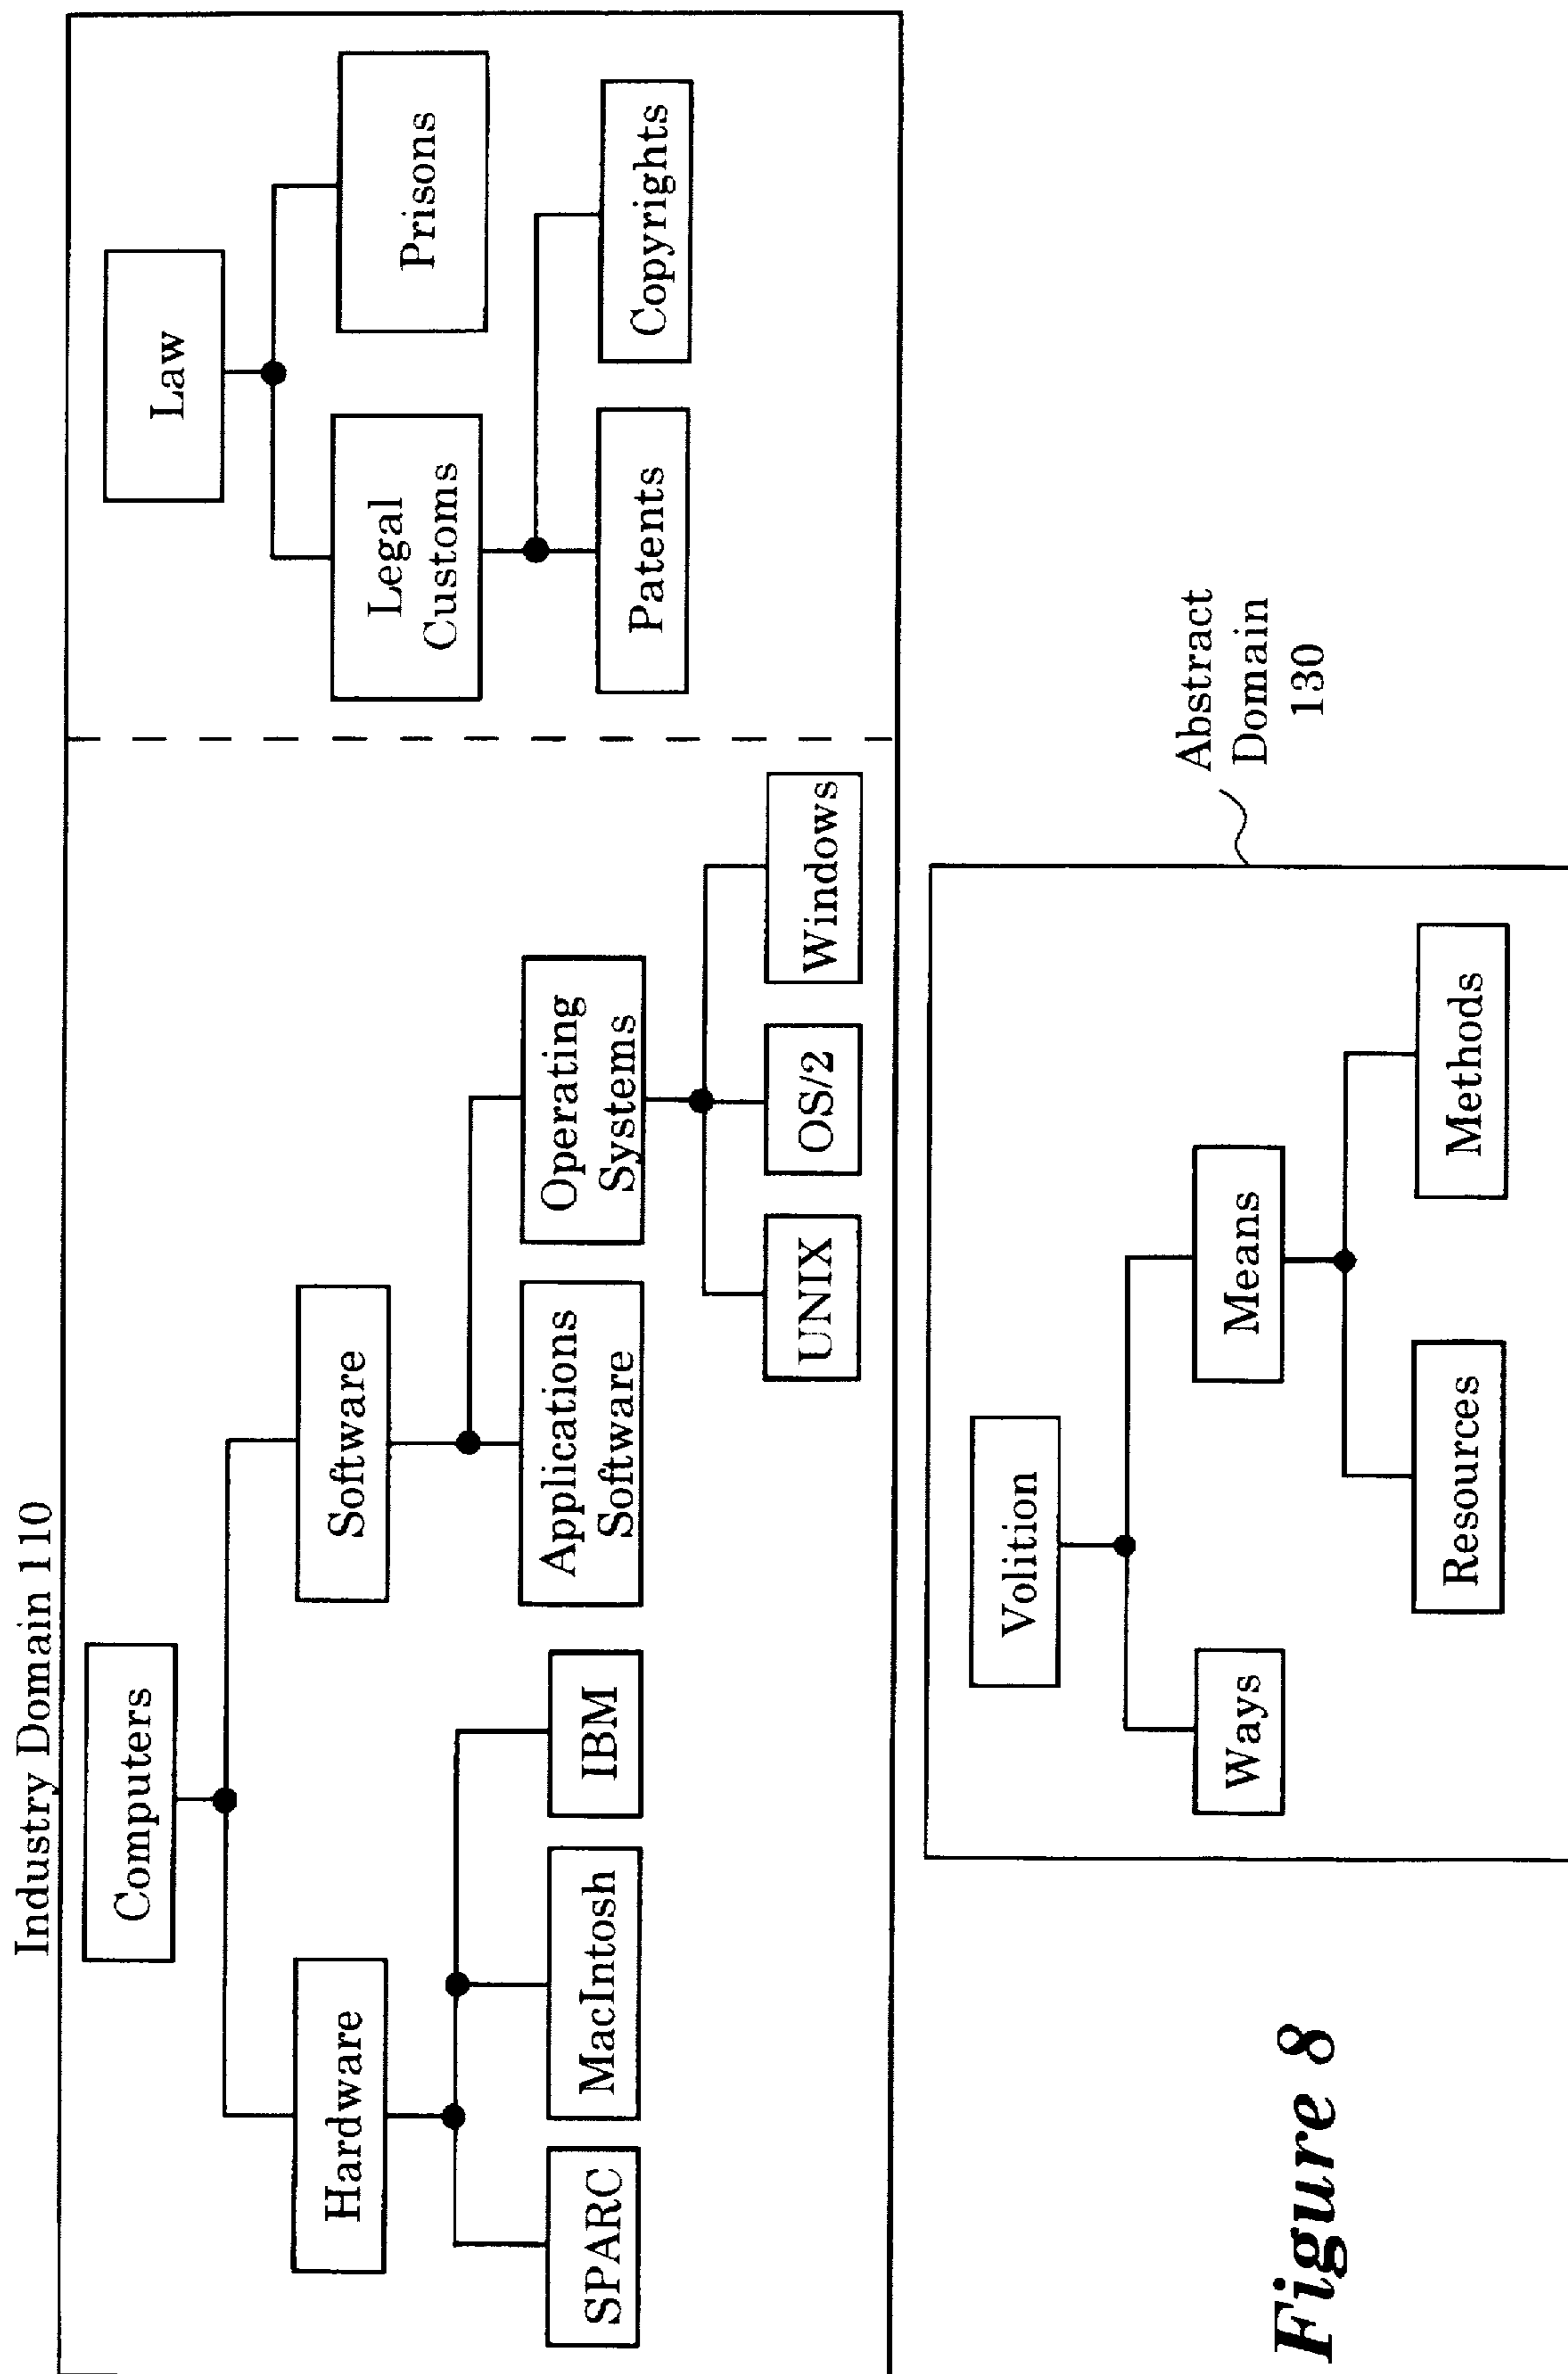 Industry Domain 110
Computers
Law
Hardware
Software
Legal
Customs
Prisons
SPARC
MacIntosh
IBM
Applications
Software
Operating
Systems
Patents
Copyrights
UNIX
OS/2
Windows
Abstract
Domain
130
Volition
Ways
Means
Resources
Methods
Figure 8